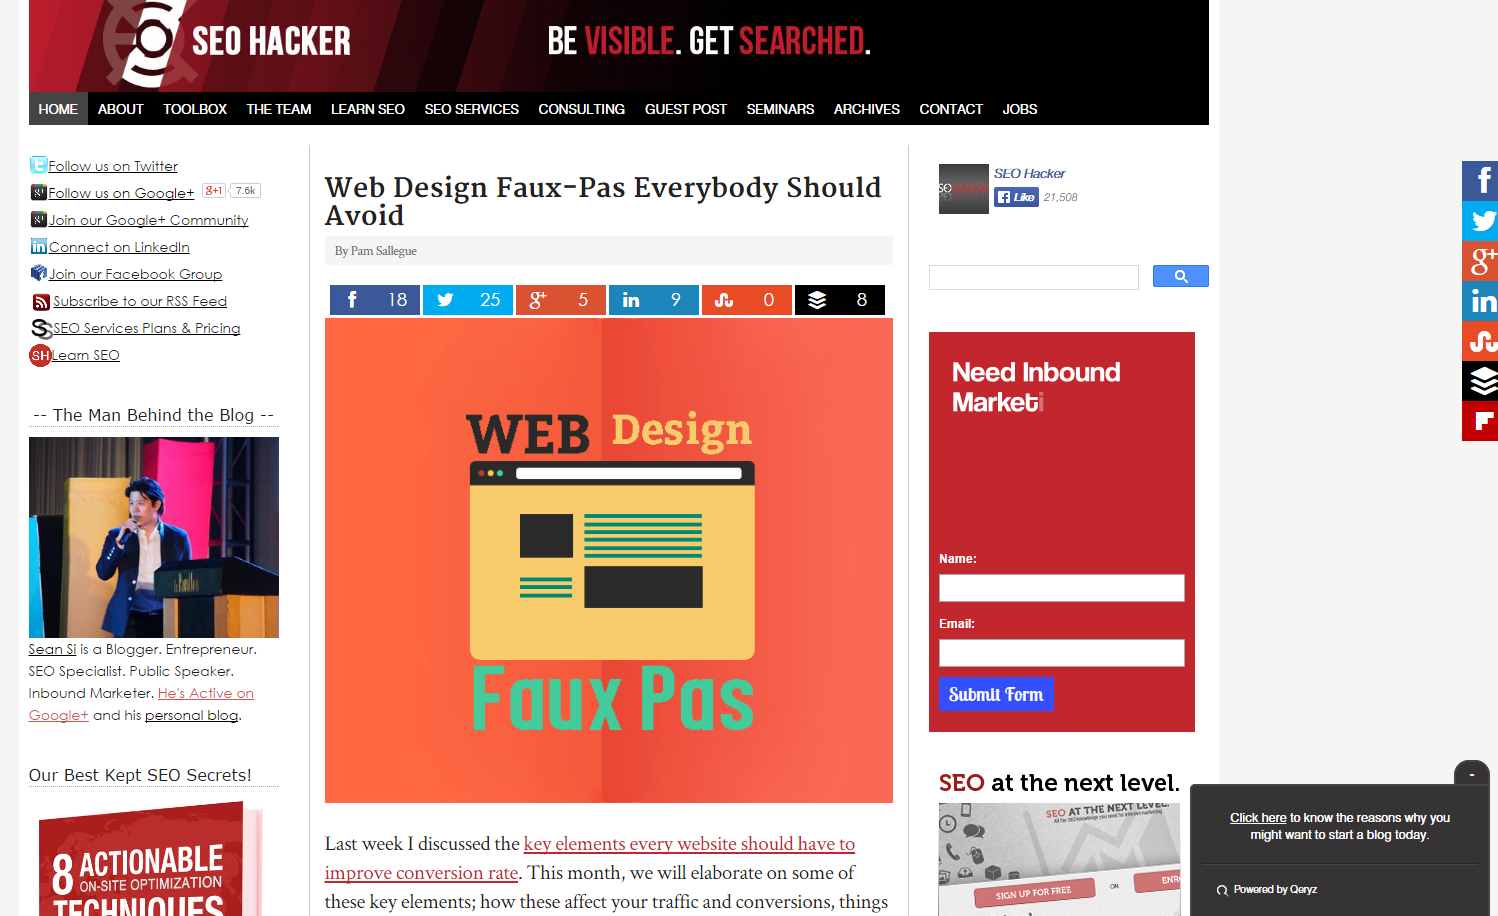 SEO HACKER
BE VISIBLE. GET SEARCHED.
HOME ABOUT TOOLBOX THE TEAM LEARN SEO SEO SERVICES CONSULTING GUEST POST SEMINARS ARCHIVES CONTACT JOBS
Follow us on Twitter
Follow us on Google+ g+1 7.6k
Join our Google+ Community
Connect on LinkedIn
Join our Facebook Group
Subscribe to our RSS Feed
SEO Services Plans & Pricing
SH Learn SEO
-- The Man Behind the Blog --
Sean Si is a Blogger. Entrepreneur.
SEO Specialist. Public Speaker.
Inbound Marketer. He's Active on
Google+ and his personal blog.
Our Best Kept SEO Secrets!
8 ACTIONABLE
ON-SITE OPTIMIZATION
TECHNIQUES
Web Design Faux-Pas Everybody Should
Avoid
By Pam Sallegue
18 25 5 9 0 8
WEB Design
Faux Pas
Last week I discussed the key elements every website should have to
improve conversion rate. This month, we will elaborate on some of
these key elements; how these affect your traffic and conversions, things
SEO Hacker
Like 21,508
Need Inbound
Marketi
Name:
Email:
Submit Form
SEO at the next level.
SEO AT THE NEXT LEVEL.
SIGN UP FOR FREE
OR
ENRO
-
Click here to know the reasons why you
might want to start a blog today.
Powered by Qeryz